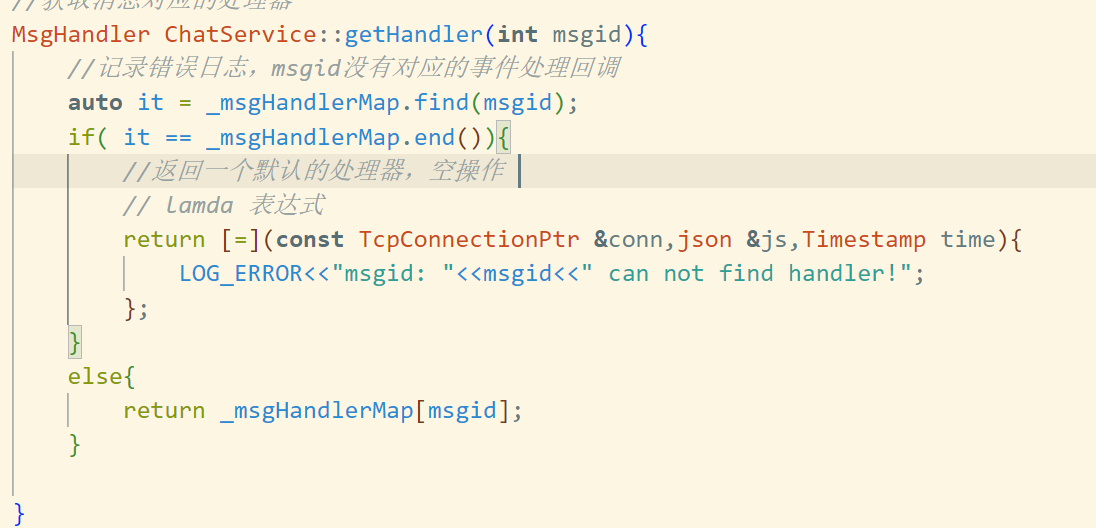 //获取消息对应的处理器
MsgHandler ChatService::getHandler(int msgid){
//记录错误日志，msgid没有对应的事件处理回调
auto it = _msgHandlerMap.find(msgid);
if( it == _msgHandlerMap.end()){
//返回一个默认的处理器，空操作
// lamda 表达式
return [=](const TcpConnectionPtr &conn,json &js,Timestamp time){
LOG_ERROR<<"msgid: "<<msgid<<" can not find handler!";
};
}
else{
return _msgHandlerMap[msgid];
}
}